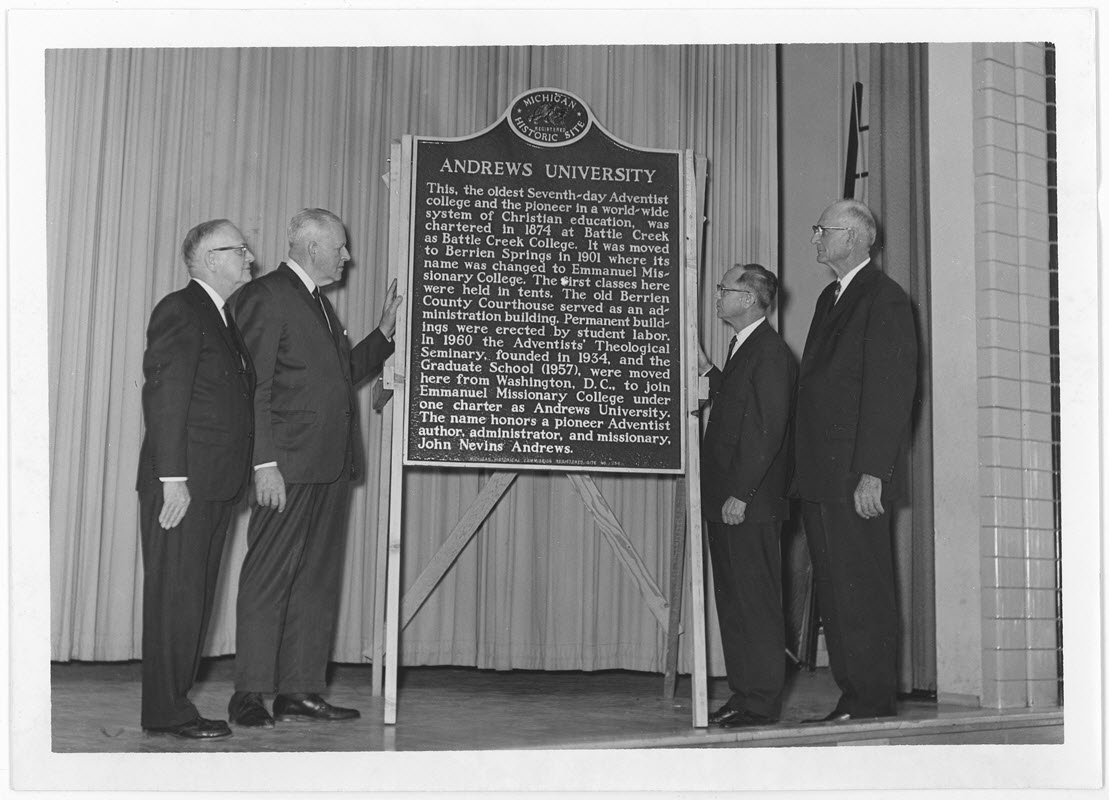 MICHIGAN
REGISTERED
HISTORIC SITE
ANDREWS UNIVERSITY
This, the oldest Seventh-day Adventist
college and the pioneer in a world-wide
system of Christian education, was
chartered in 1874 at Battle Creek
as Battle Creek College. It was moved
to Berrien Springs in 1901 where its
name was changed to Emmanuel Mis-
sionary College. The first classes here
were held in tents. The old Berrien
County Courthouse served as an ad-
ministration building. Permanent build-
ings were erected by student labor.
In 1960 the Adventists' Theological
Seminary, founded in 1934, and the
Graduate School (1957), were moved
here from Washington, D.C., to join
Emmanuel Missionary College under
one charter as Andrews University.
The name honors a pioneer Adventist
author, administrator, and missionary,
John Nevins Andrews.
MICHIGAN HISTORICAL COMMISSION REGISTERED SITE NO.